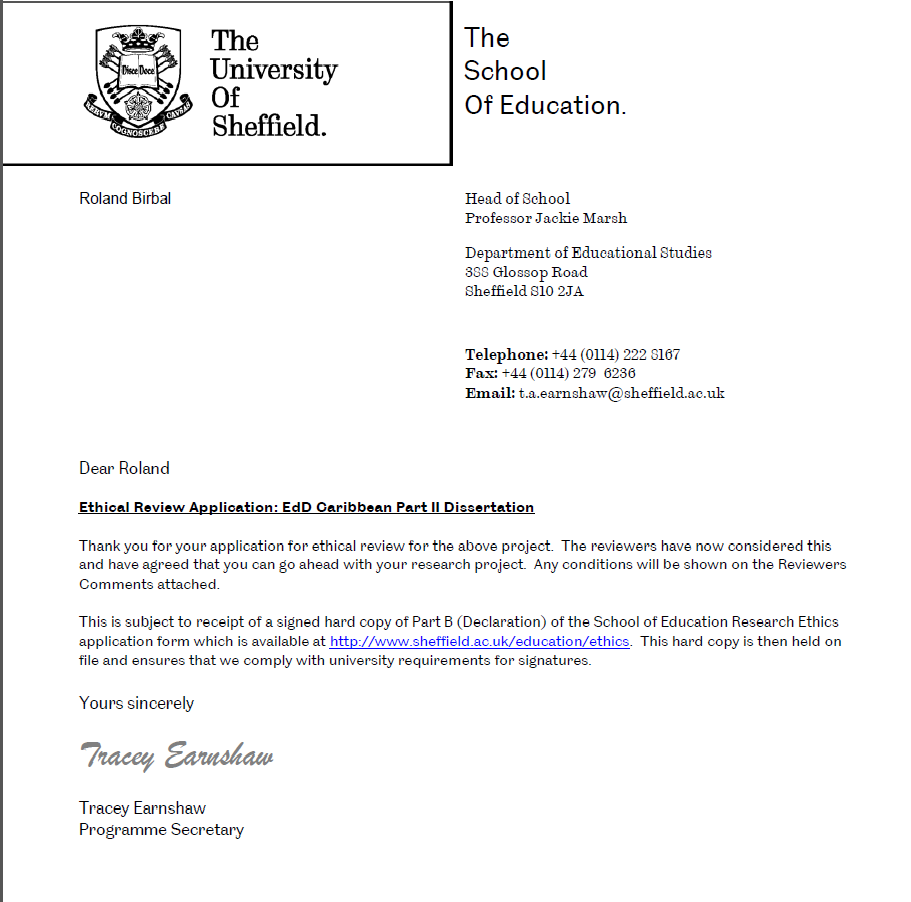 The
University
Of
Sheffield.
Disce Doce
RERVM COGNOSCERE CAVSAS
The
School
Of Education.
Roland Birbal
Head of School
Professor Jackie Marsh
Department of Educational Studies
388 Glossop Road
Sheffield S10 2JA
Telephone: +44 (0114) 222 8167
Fax: +44 (0114) 279 6236
Email: t.a.earnshaw@sheffield.ac.uk
Dear Roland
Ethical Review Application: EdD Caribbean Part II Dissertation
Thank you for your application for ethical review for the above project. The reviewers have now considered this
and have agreed that you can go ahead with your research project. Any conditions will be shown on the Reviewers
Comments attached.
This is subject to receipt of a signed hard copy of Part B (Declaration) of the School of Education Research Ethics
application form which is available at http://www.sheffield.ac.uk/education/ethics. This hard copy is then held on
file and ensures that we comply with university requirements for signatures.
Yours sincerely
Tracey Earnshaw
Tracey Earnshaw
Programme Secretary